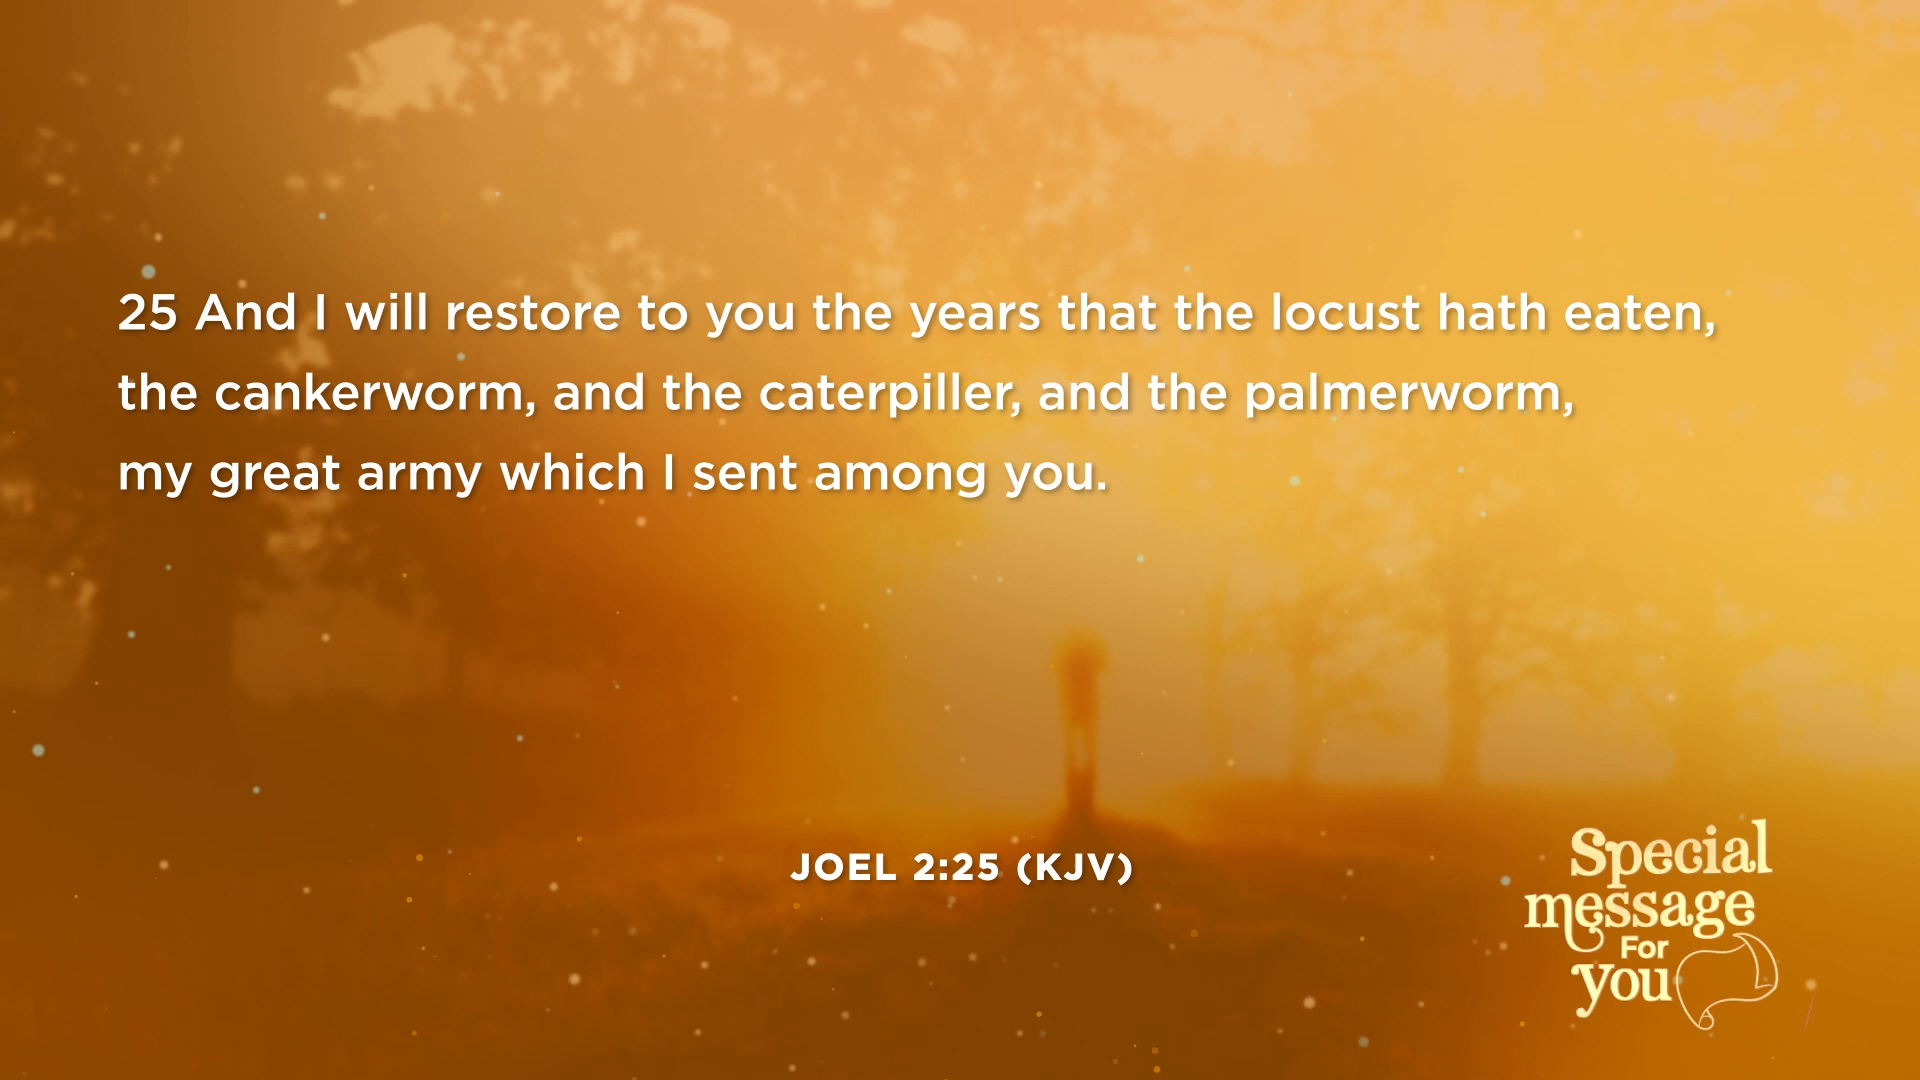 25 And I will restore to you the years that the locust hath eaten,
the cankerworm, and the caterpiller, and the palmerworm,
my great army which I sent among you.
JOEL 2:25 (KJV)
Special
message
For
you